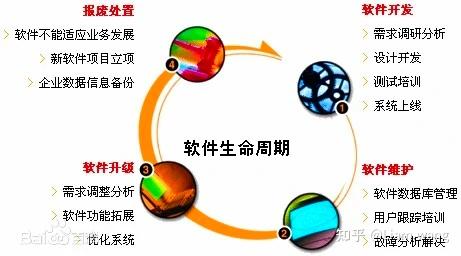 报废处置
软件不能适应业务发展
新软件项目立项
企业数据信息备份
4
软件开发
需求调研分析
设计开发
测试培训
系统上线
1
软件生命周期
软件升级
需求调整分析
软件功能拓展
优化系统
3
软件维护
软件数据库管理
用户跟踪培训
故障分析解决
2
Bai
百科
知乎